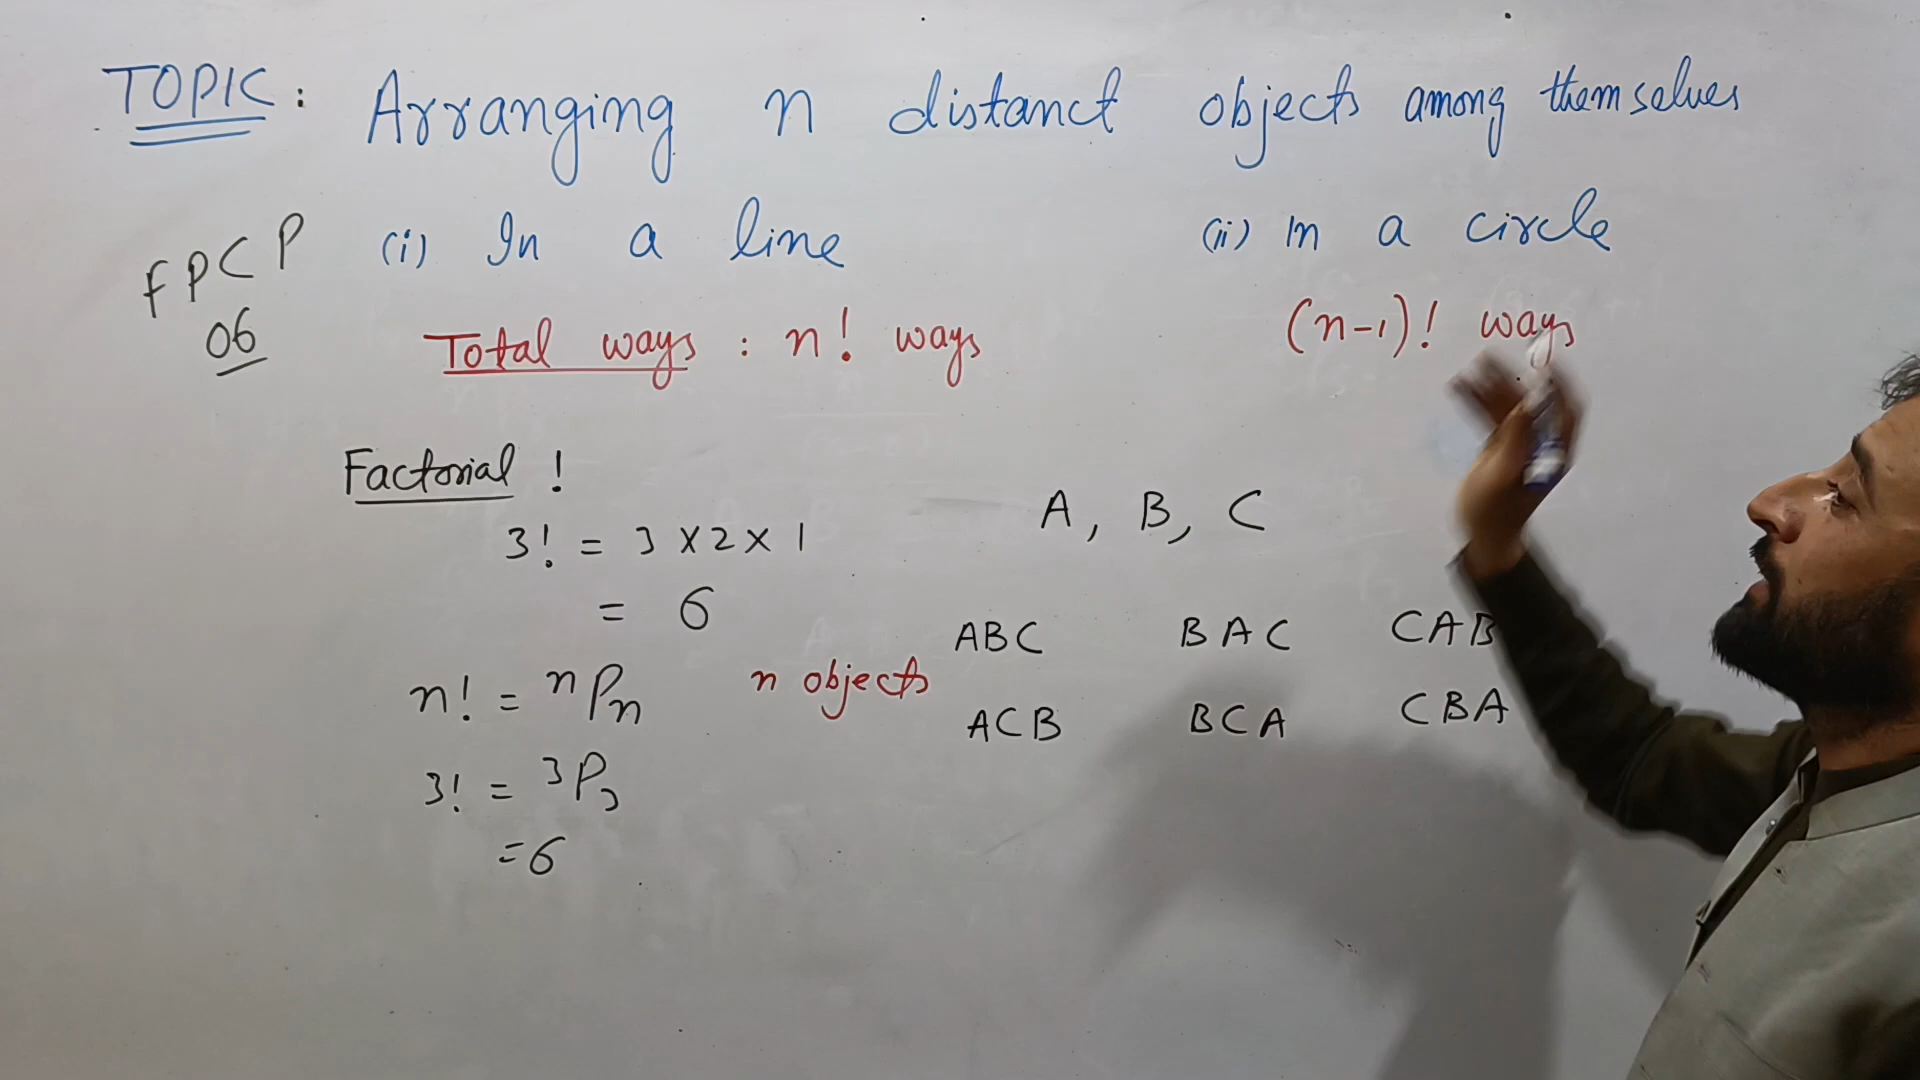 TOPIC: Arranging n distanct objects among themselves
(i) In a line
(ii) In a circle
FPCP
06
Total ways : n! ways
(n-1)! ways
Factorial !
3! = 3 x 2 x 1
= 6
n! = nPn
n objects
3! = 3P3
= 6
A, B, C
ABC BAC CAB
ACB BCA CBA